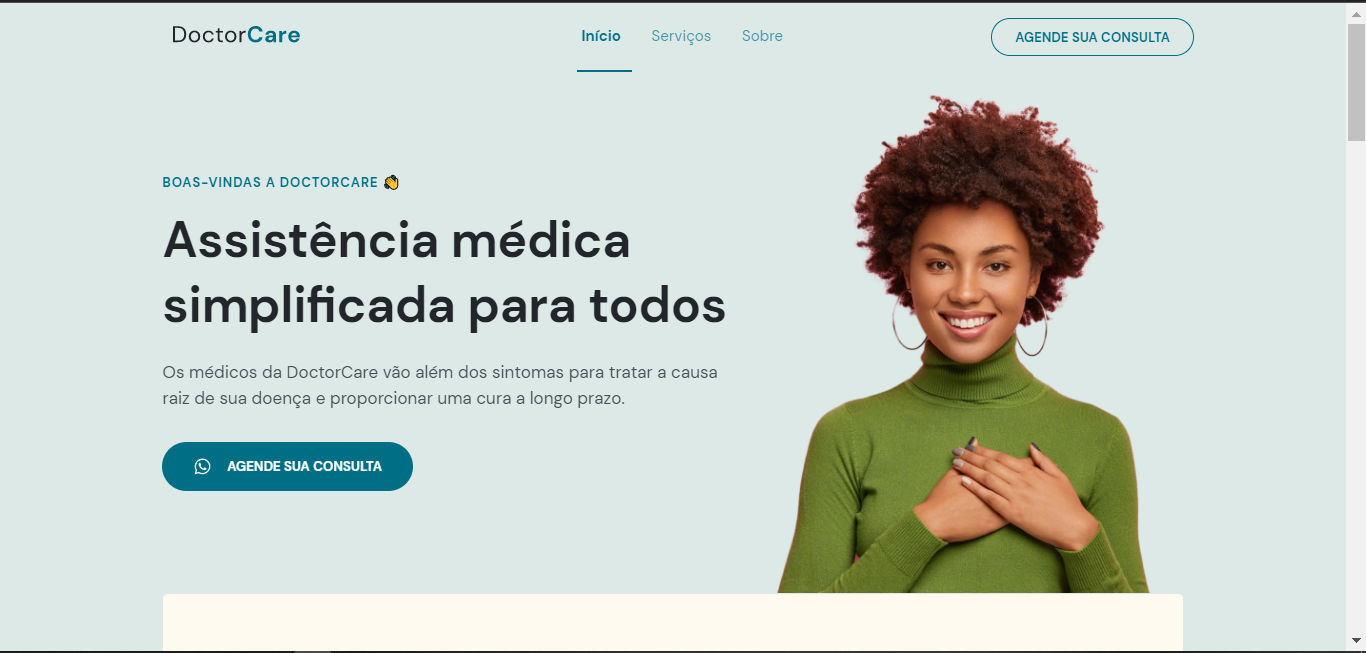 DoctorCare
Início
Serviços
Sobre
AGENDE SUA CONSULTA
BOAS-VINDAS A DOCTORCARE 👋
Assistência médica
simplificada para todos
Os médicos da DoctorCare vão além dos sintomas para tratar a causa
raiz de sua doença e proporcionar uma cura a longo prazo.
AGENDE SUA CONSULTA